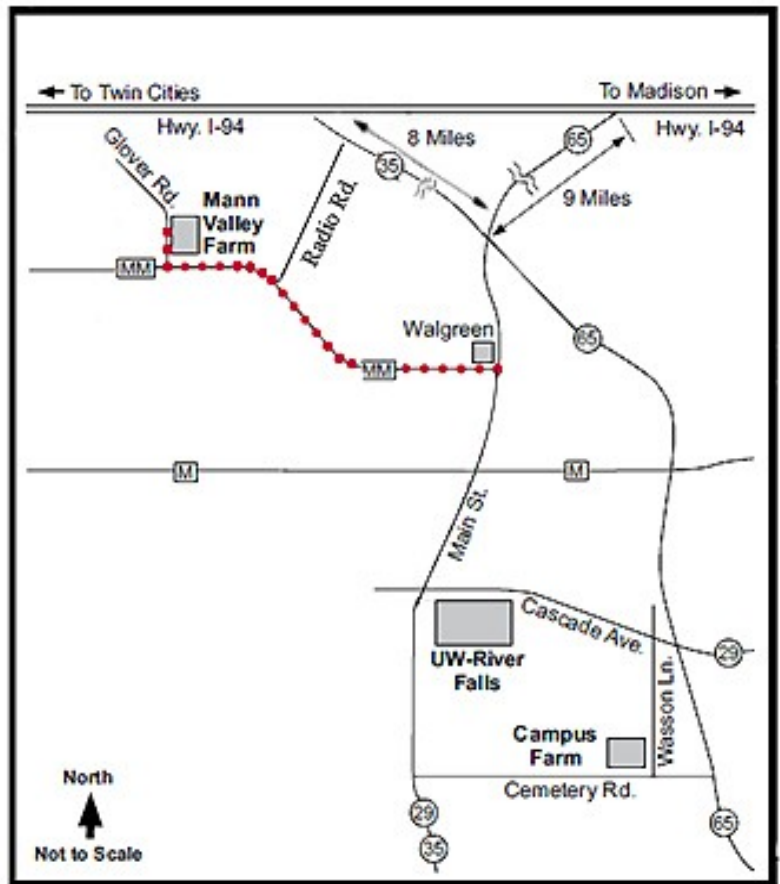 To Twin Cities
To Madison
Hwy. I-94
Hwy. I-94
8 Miles
65
35
9 Miles
Glover Rd.
Mann
Valley
Farm
Radio Rd.
MM
Walgreen
65
MM
M
M
Main St.
Cascade Ave.
29
UW-River
Falls
Wasson Ln.
Campus
Farm
Cemetery Rd.
North
Not to Scale
29
35
65